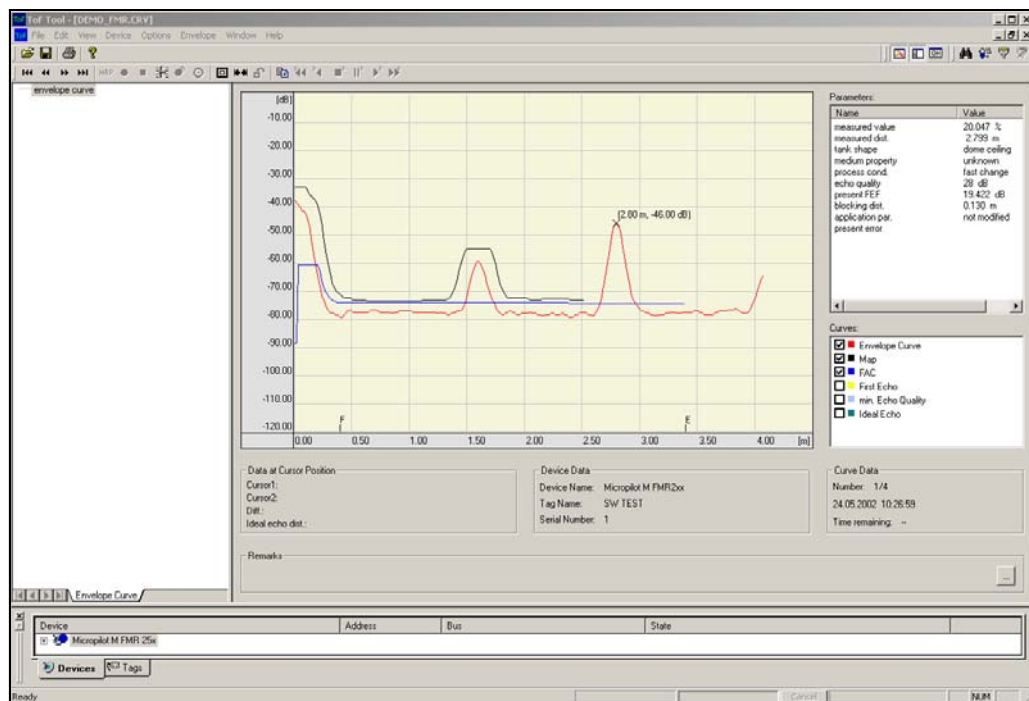 ToF Tool - [DEMO_FMR.CRV]
File Edit View Device Options Envelope Window Help
envelope curve
[dB]
-10.00
-20.00
-30.00
-40.00
-50.00
-60.00
-70.00
-80.00
-90.00
-100.00
-110.00
-120.00
[2.80 m, -46.00 dB]
F
E
0.00 0.50 1.00 1.50 2.00 2.50 3.00 3.50 4.00 [m]
Parameters:
Name Value
measured value 20.047 %
measured dist. 2.799 m
tank shape dome ceiling
medium property unknown
process cond. fast change
echo quality 28 dB
present FEF 19.422 dB
blocking dist. 0.130 m
application par. not modified
present error
Curves:
Envelope Curve
Map
FAC
First Echo
min. Echo Quality
Ideal Echo
Data at Cursor Position
Cursor1:
Cursor2:
Diff.:
Ideal echo dist.:
Device Data
Device Name: Micropilot M FMR2xx
Tag Name: SW TEST
Serial Number: 1
Curve Data
Number: 1/4
24.05.2002 10:26:59
Time remaining: --
Remarks
...
Envelope Curve
Device Address Bus State
Micropilot M FMR 25x
Devices Tags
Ready Cancel NUM